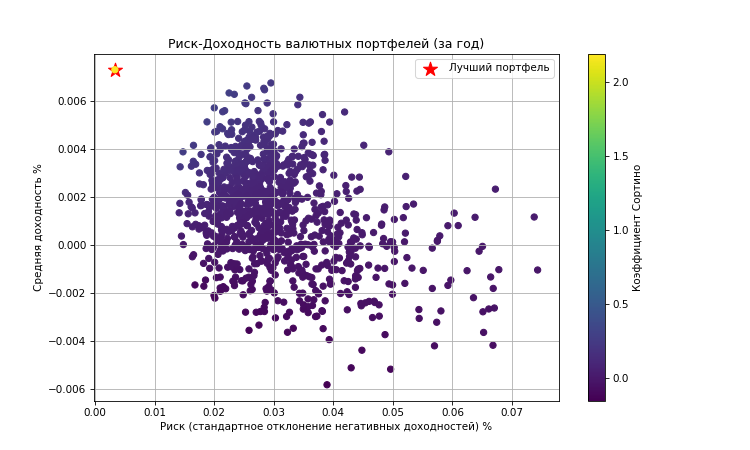 Риск-Доходность валютных портфелей (за год)
Лучший портфель
Средняя доходность %
0.006
0.004
0.002
0.000
−0.002
−0.004
−0.006
0.00 0.01 0.02 0.03 0.04 0.05 0.06 0.07
Риск (стандартное отклонение негативных доходностей) %
2.0
1.5
1.0
0.5
0.0
Коэффициент Сортино